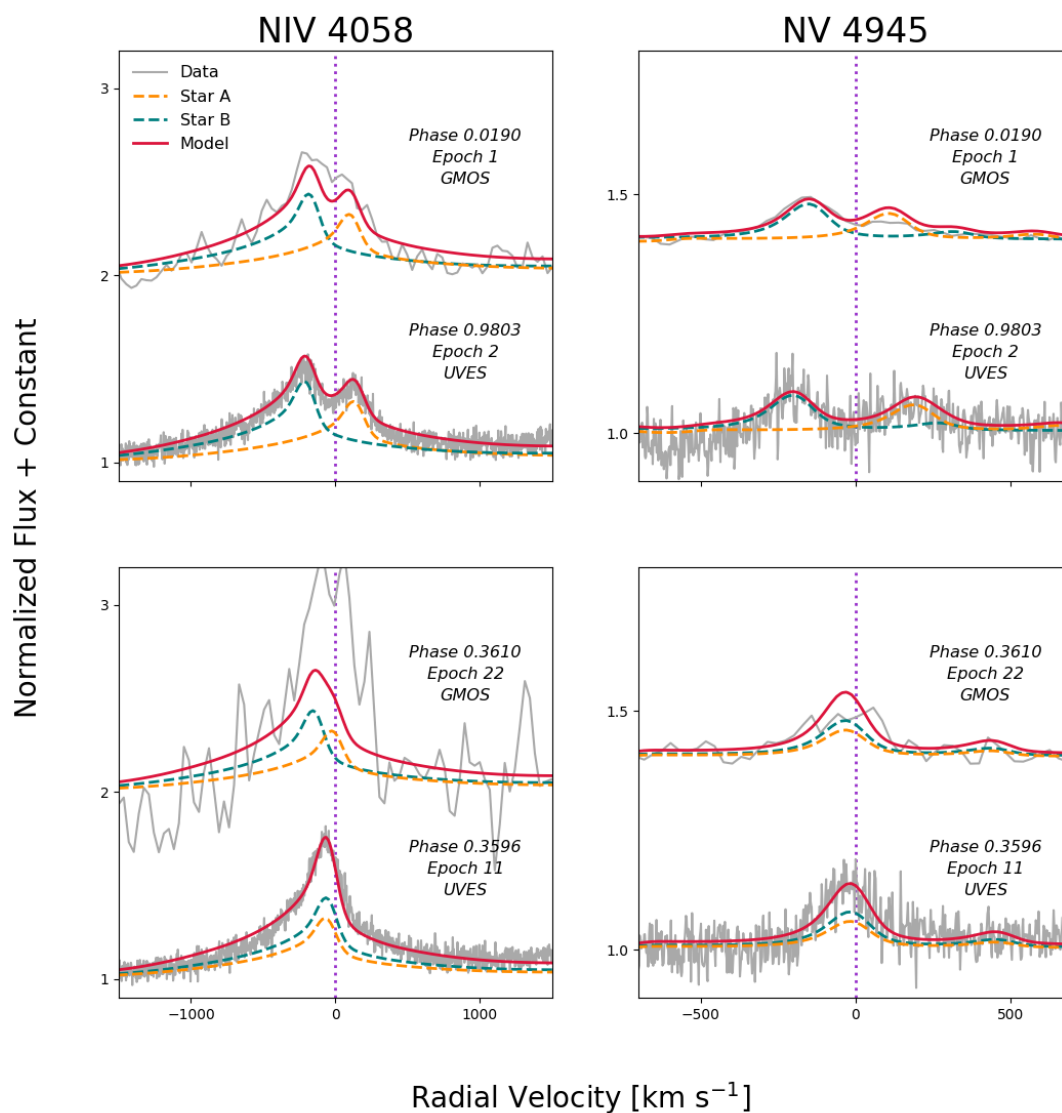 NIV 4058
NV 4945
3
2
1
Data
Star A
Star B
Model
Phase 0.0190
Epoch 1
GMOS
Phase 0.9803
Epoch 2
UVES
1.5
1.0
Phase 0.0190
Epoch 1
GMOS
Phase 0.9803
Epoch 2
UVES
Normalized Flux + Constant
3
2
1
Phase 0.3610
Epoch 22
GMOS
Phase 0.3596
Epoch 11
UVES
−1000
0
1000
1.5
1.0
Phase 0.3610
Epoch 22
GMOS
Phase 0.3596
Epoch 11
UVES
−500
0
500
Radial Velocity [km s⁻¹]